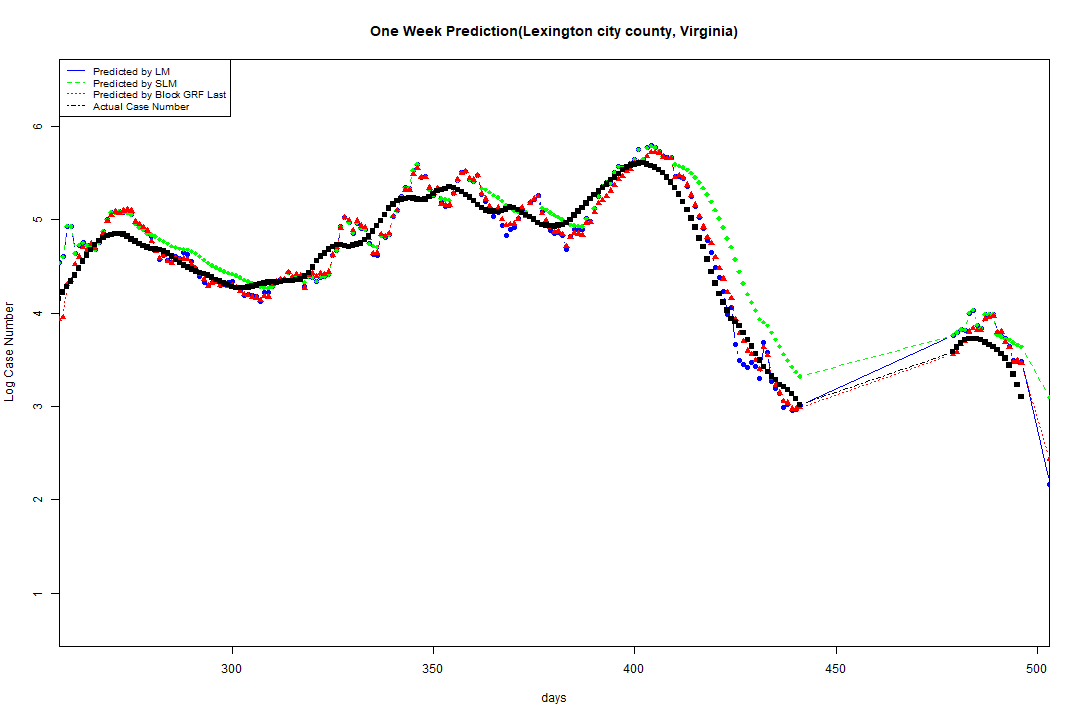 One Week Prediction(Lexington city county, Virginia)
Predicted by LM
Predicted by SLM
Predicted by Block GRF Last
Actual Case Number
Log Case Number
6
5
4
3
2
1
300
350
400
450
500
days